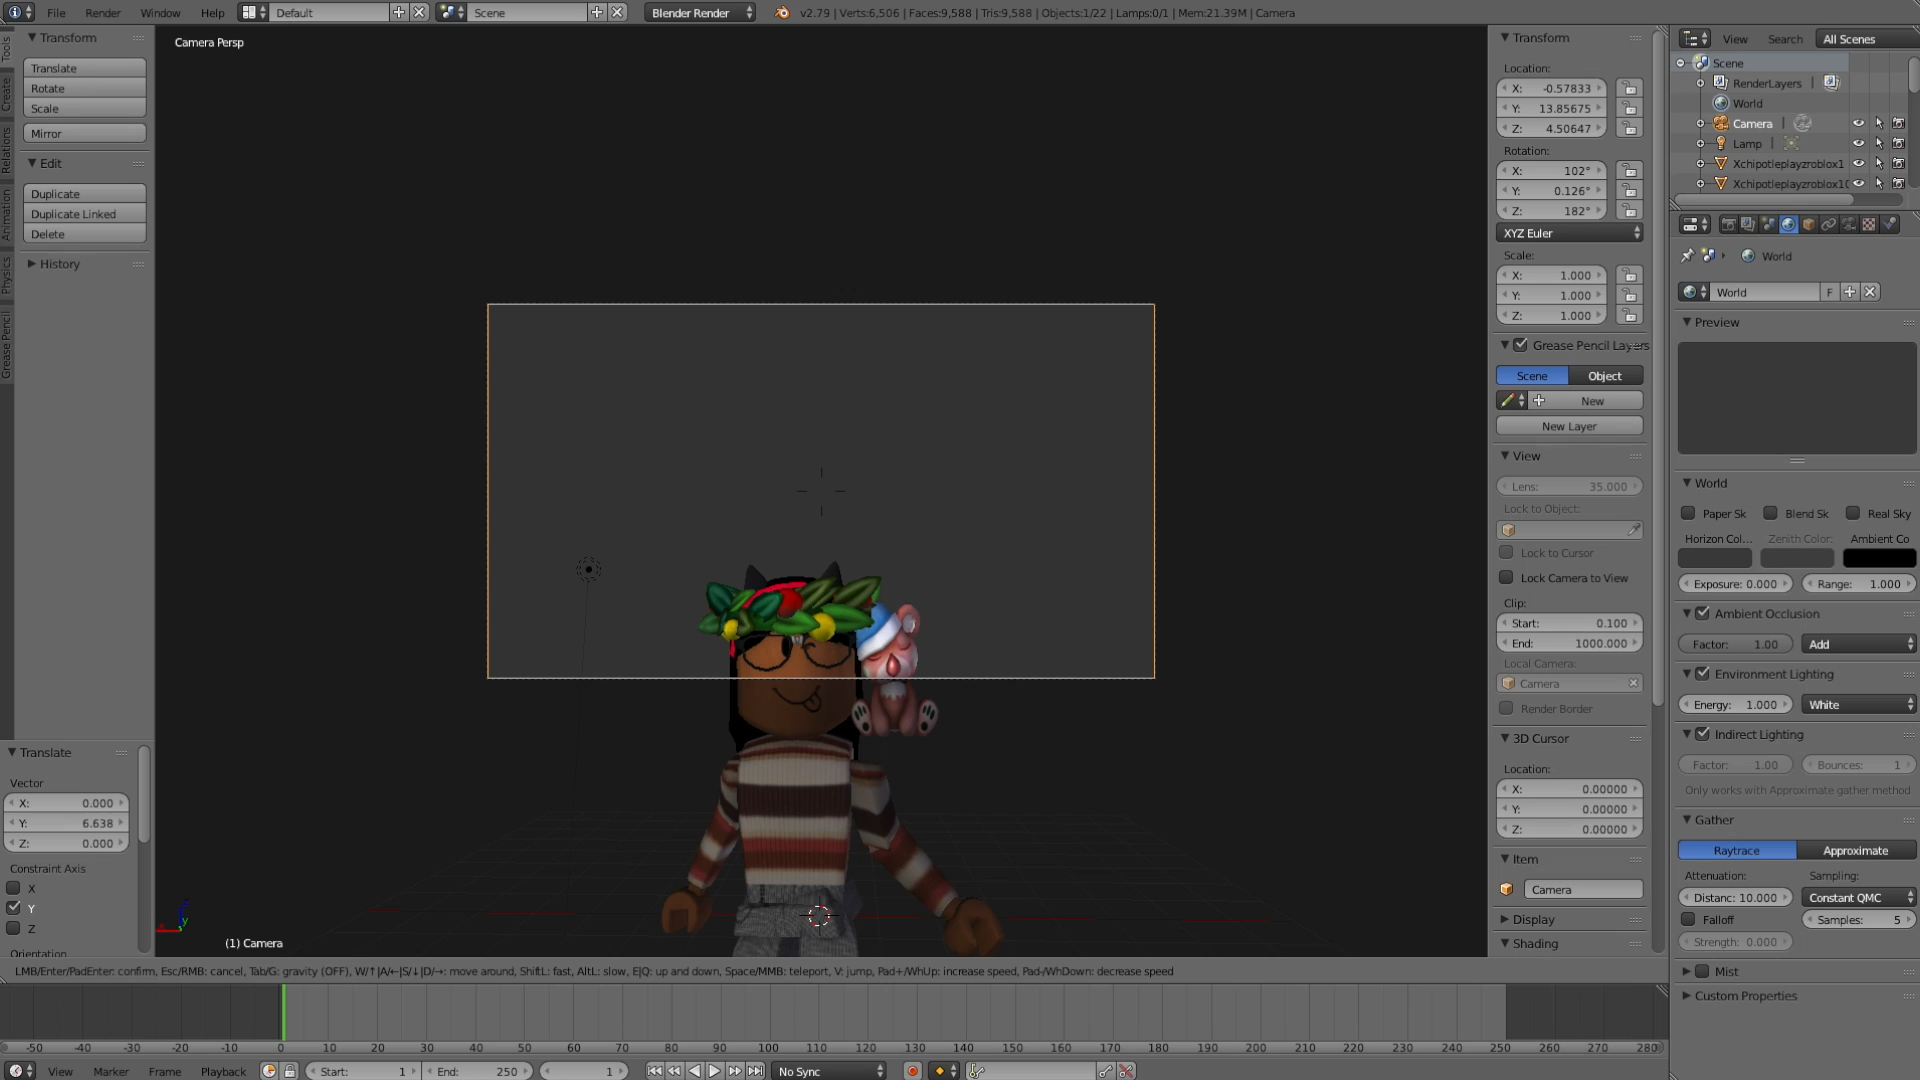 File Render Window Help Default Scene Blender Render v2.79 | Verts:6,506 | Faces:9,588 | Tris:9,588 | Objects:1/22 | Lamps:0/1 | Mem:21.39M | Camera
Tools
Create
Relations
Animation
Physics
Grease Pencil
Transform
Translate
Rotate
Scale
Mirror
Edit
Duplicate
Duplicate Linked
Delete
History
Translate
Vector
X: 0.000
Y: 6.638
Z: 0.000
Constraint Axis
X
Y
Z
Orientation
Camera Persp
(1) Camera
Transform
Location:
X: -0.57833
Y: 13.85675
Z: 4.50647
Rotation:
X: 102°
Y: 0.126°
Z: 182°
XYZ Euler
Scale:
X: 1.000
Y: 1.000
Z: 1.000
Grease Pencil Layers
Scene Object
New
New Layer
View
Lens: 35.000
Lock to Object:
Lock to Cursor
Lock Camera to View
Clip:
Start: 0.100
End: 1000.000
Local Camera:
Camera
Render Border
3D Cursor
Location:
X: 0.00000
Y: 0.00000
Z: 0.00000
Item
Camera
Display
Shading
View Search All Scenes
Scene
RenderLayers
World
Camera
Lamp
Xchipotleplayzroblox1
Xchipotleplayzroblox1
World
World F
Preview
World
Paper Sk Blend Sk Real Sky
Horizon Col... Zenith Color: Ambient Co
Exposure: 0.000 Range: 1.000
Ambient Occlusion
Factor: 1.00 Add
Environment Lighting
Energy: 1.000 White
Indirect Lighting
Factor: 1.00 Bounces: 1
Only works with Approximate gather method
Gather
Raytrace Approximate
Attenuation: Sampling:
Distanc: 10.000 Constant QMC
Falloff Samples: 5
Strength: 0.000
Mist
Custom Properties
LMB/Enter/PadEnter: confirm, Esc/RMB: cancel, Tab/G: gravity (OFF), W/↑|A/←|S/↓|D/→: move around, ShiftL: fast, AltL: slow, E|Q: up and down, Space/MMB: teleport, V: jump, Pad+/WhUp: increase speed, Pad-/WhDown: decrease speed
-50 -40 -30 -20 -10 0 10 20 30 40 50 60 70 80 90 100 110 120 130 140 150 160 170 180 190 200 210 220 230 240 250 260 270 280
View Marker Frame Playback Start: 1 End: 250 1 No Sync